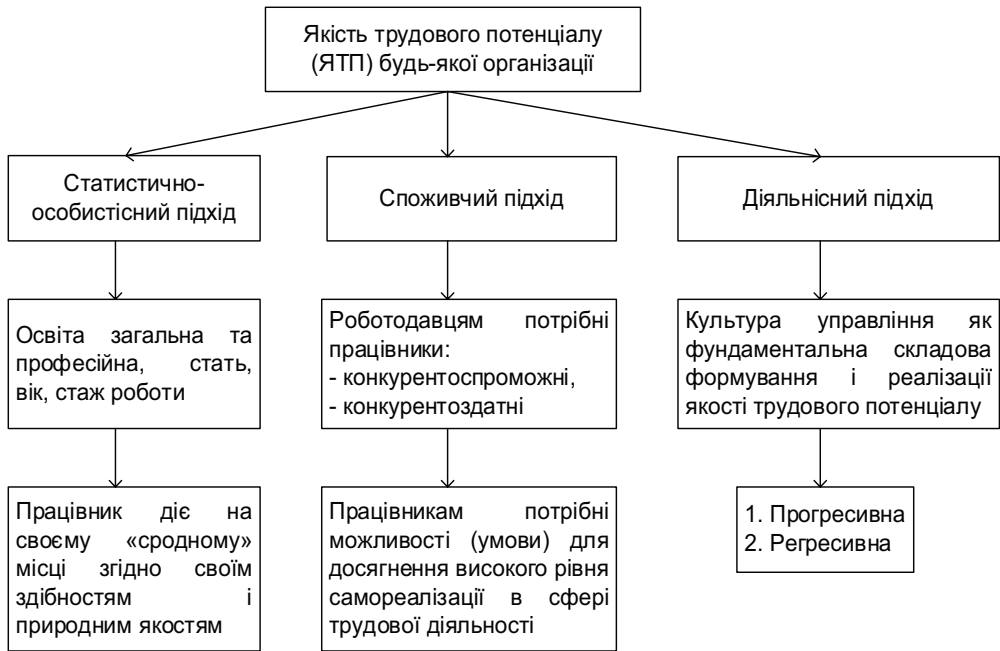 Якість трудового потенціалу
(ЯТП) будь-якої організації
Статистично-
особистісний підхід
Споживчий підхід
Діяльнісний підхід
Освіта загальна та
професійна, стать,
вік, стаж роботи
Роботодавцям потрібні
працівники:
- конкурентоспроможні,
- конкурентоздатні
Культура управління як
фундаментальна складова
формування і реалізації
якості трудового потенціалу
Працівник діє на
своєму «сродному»
місці згідно своїм
здібностям і
природним якостям
Працівникам потрібні
можливості (умови) для
досягнення високого рівня
самореалізації в сфері
трудової діяльності
1. Прогресивна
2. Регресивна